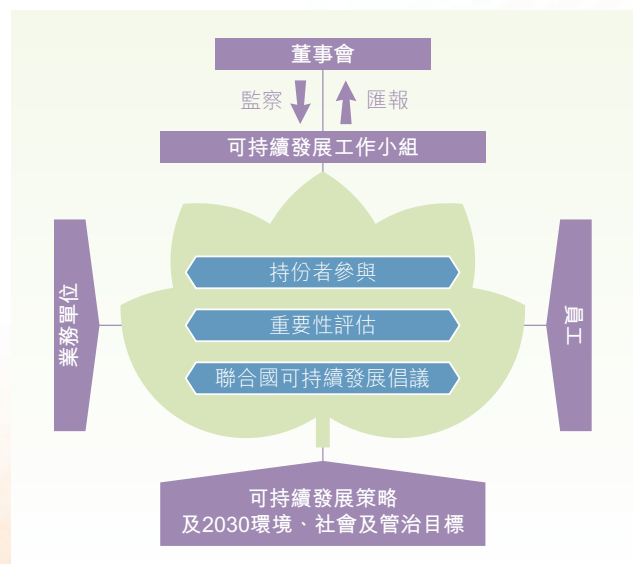 董事會
監察
匯報
可持續發展工作小組
業務單位
持份者參與
重要性評估
聯合國可持續發展倡議
員工
可持續發展策略
及2030環境、社會及管治目標